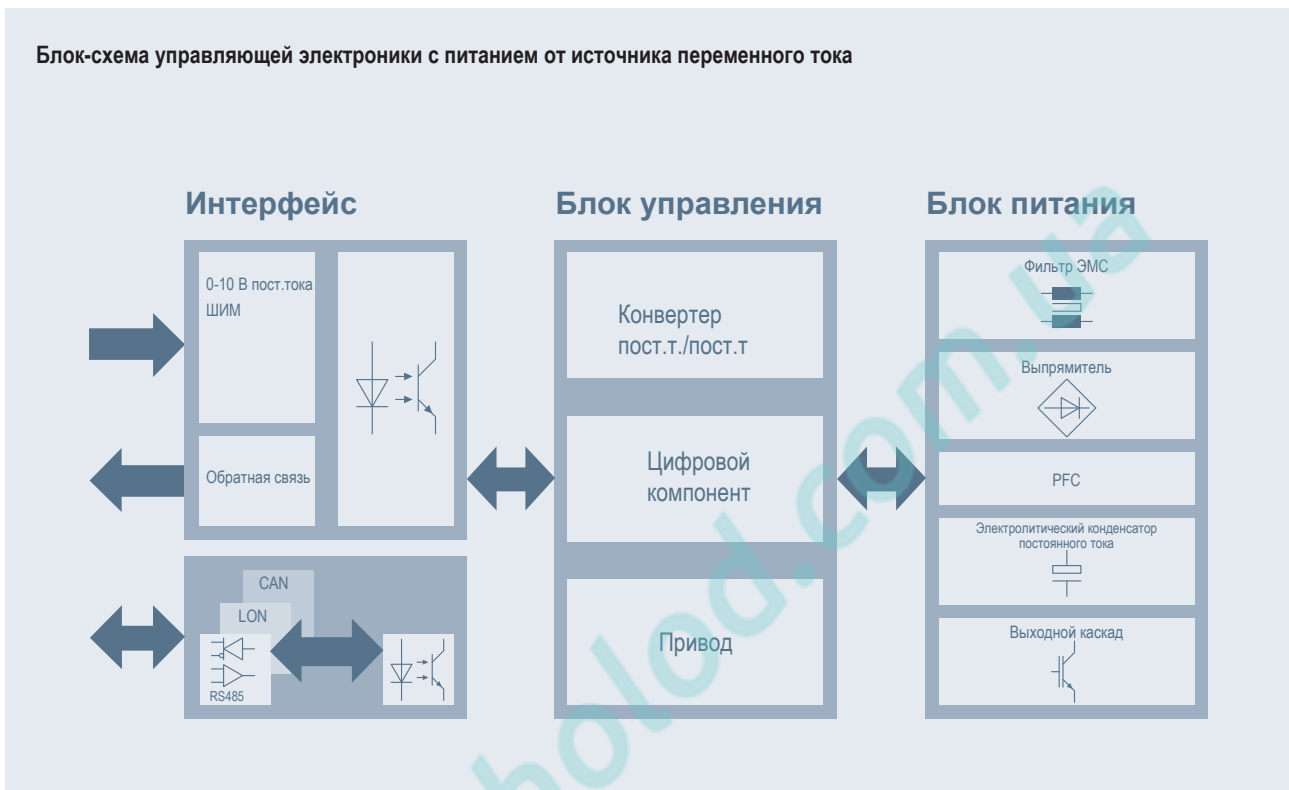 Блок-схема управляющей электроники с питанием от источника переменного тока
Интерфейс
0-10 В пост.тока
ШИМ
Обратная связь
CAN
LON
RS485
Блок управления
Конвертер
пост.т./пост.т
Цифровой
компонент
Привод
Блок питания
Фильтр ЭМС
Выпрямитель
PFC
Электролитический конденсатор
постоянного тока
Выходной каскад
holod.com.ua